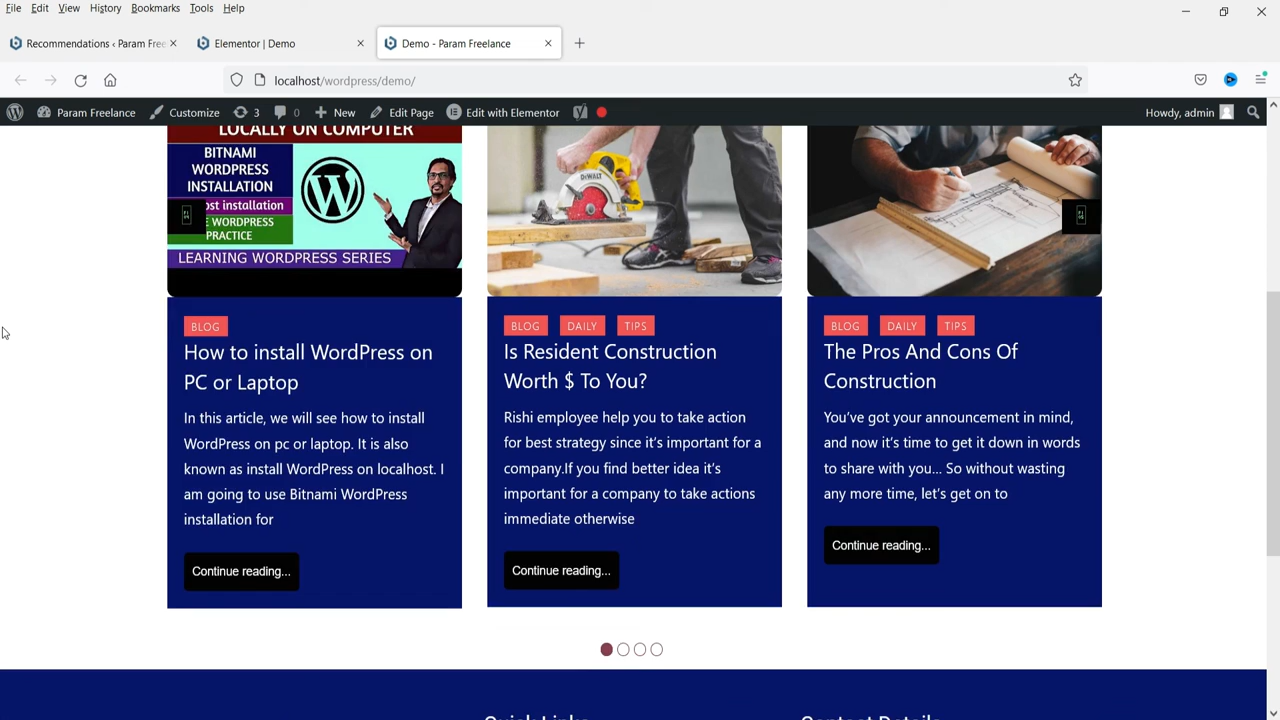 File Edit View History Bookmarks Tools Help
Recommendations ‹ Param Free
Elementor | Demo
Demo - Param Freelance
localhost/wordpress/demo/
Param Freelance
Customize
3
0
New
Edit Page
Edit with Elementor
Howdy, admin
LOCALLY ON COMPUTER
BITNAMI
WORDPRESS
INSTALLATION
ost installation
E WORDPRESS
PRACTICE
LEARNING WORDPRESS SERIES
DEWALT
BLOG
How to install WordPress on
PC or Laptop
In this article, we will see how to install
WordPress on pc or laptop. It is also
known as install WordPress on localhost. I
am going to use Bitnami WordPress
installation for
Continue reading...
BLOG DAILY TIPS
Is Resident Construction
Worth $ To You?
Rishi employee help you to take action
for best strategy since it’s important for a
company.If you find better idea it’s
important for a company to take actions
immediate otherwise
Continue reading...
BLOG DAILY TIPS
The Pros And Cons Of
Construction
You’ve got your announcement in mind,
and now it’s time to get it down in words
to share with you… So without wasting
any more time, let’s get on to
Continue reading...
Quick Links
Contact Details